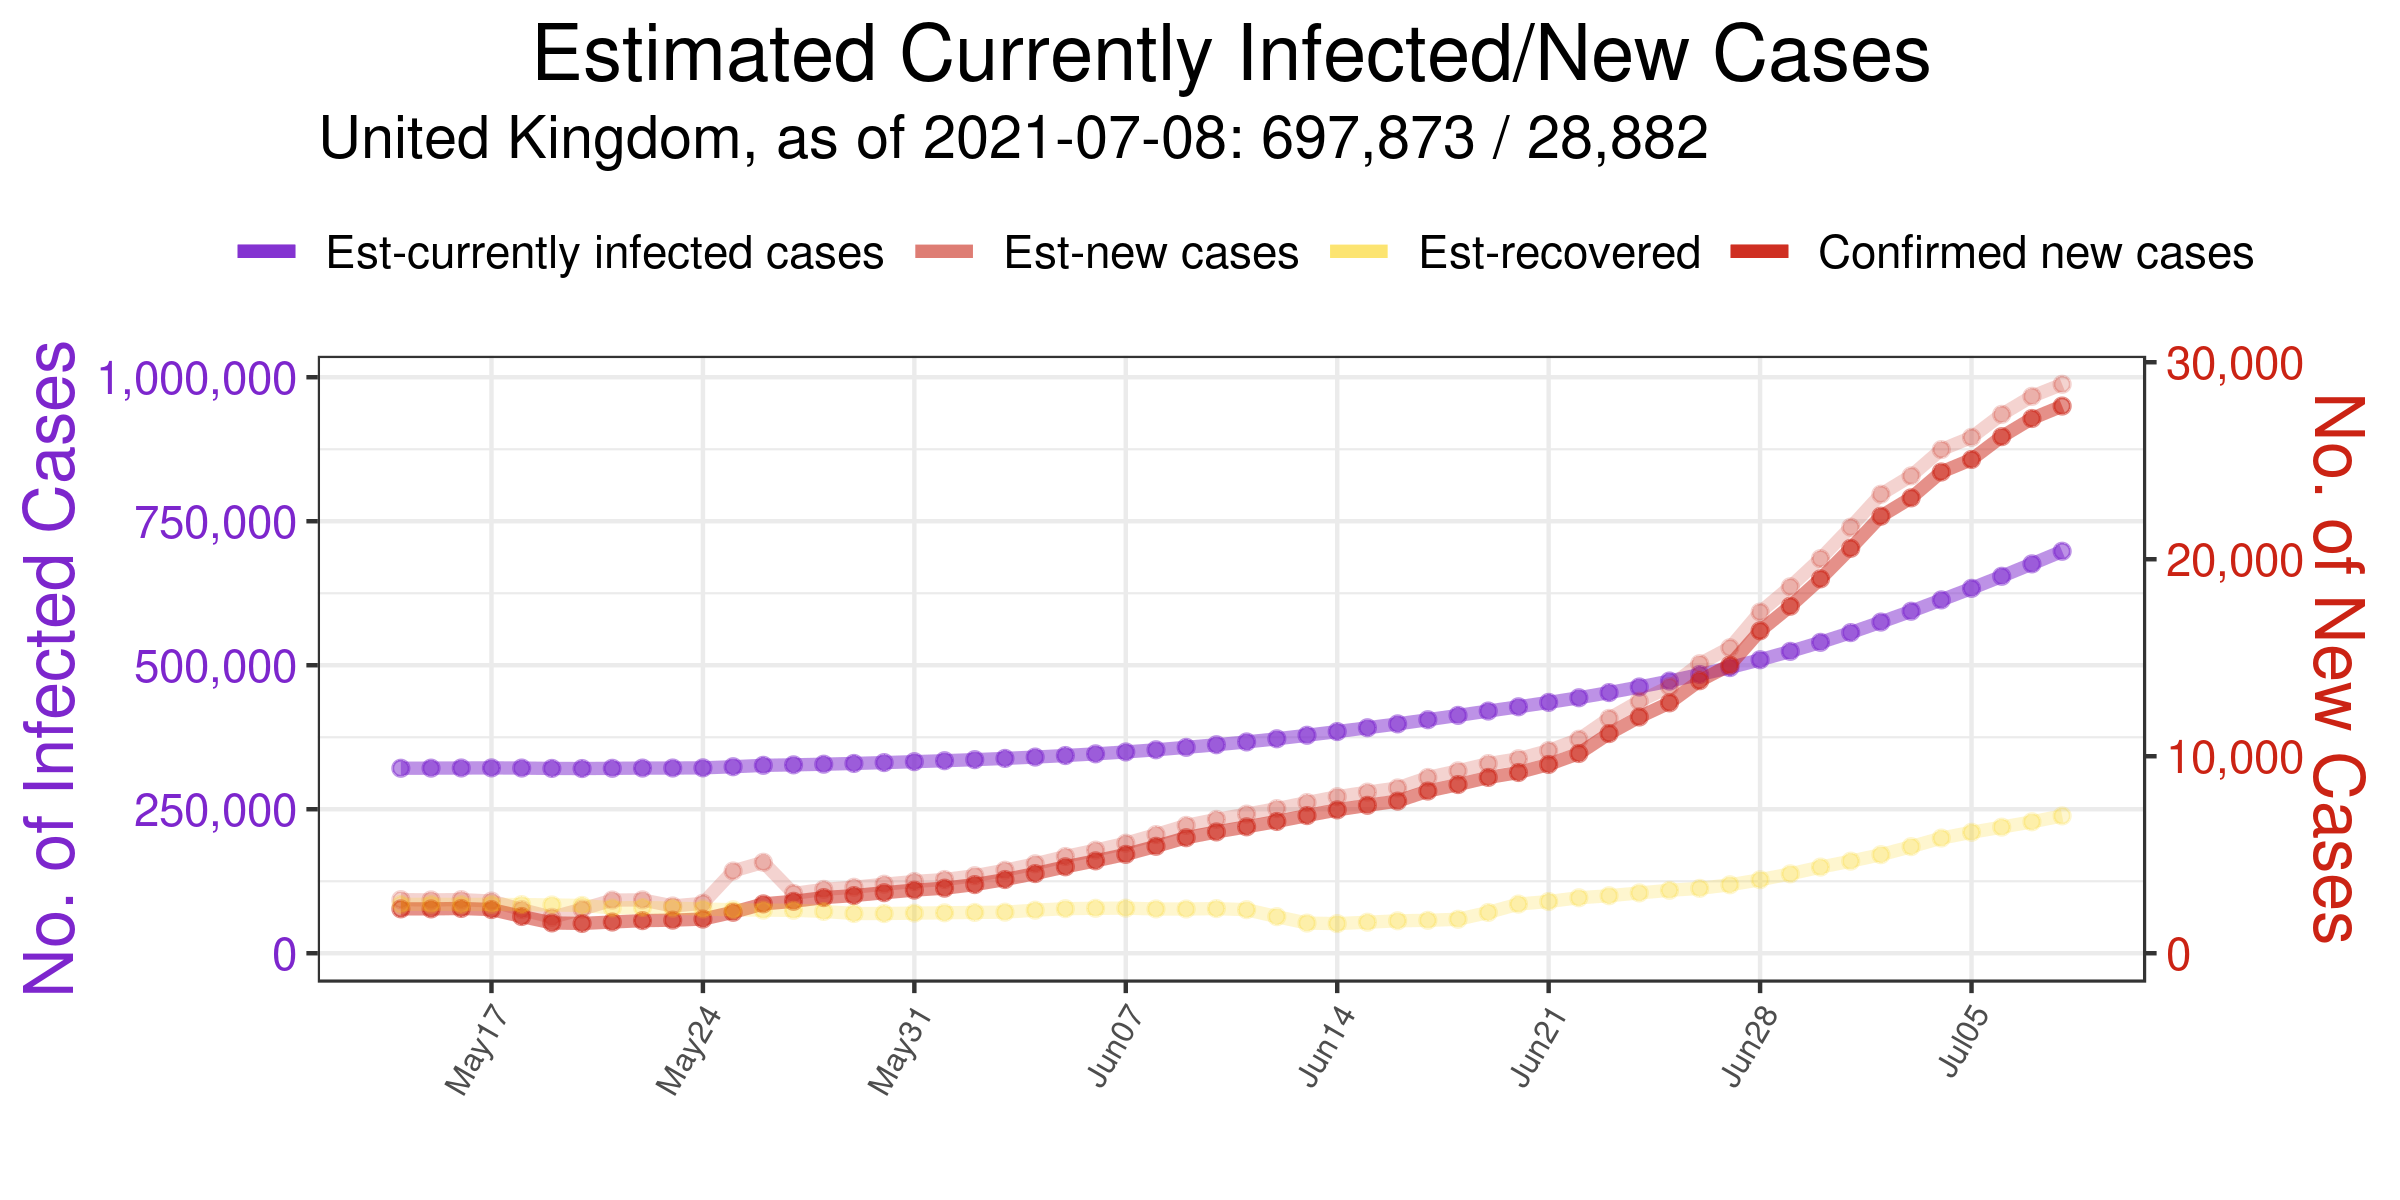 Estimated Currently Infected/New Cases
United Kingdom, as of 2021-07-08: 697,873 / 28,882
Est-currently infected cases Est-new cases Est-recovered Confirmed new cases
No. of Infected Cases
1,000,000
750,000
500,000
250,000
0
30,000
20,000
10,000
0
No. of New Cases
May17 May24 May31 Jun07 Jun14 Jun21 Jun28 Jul05